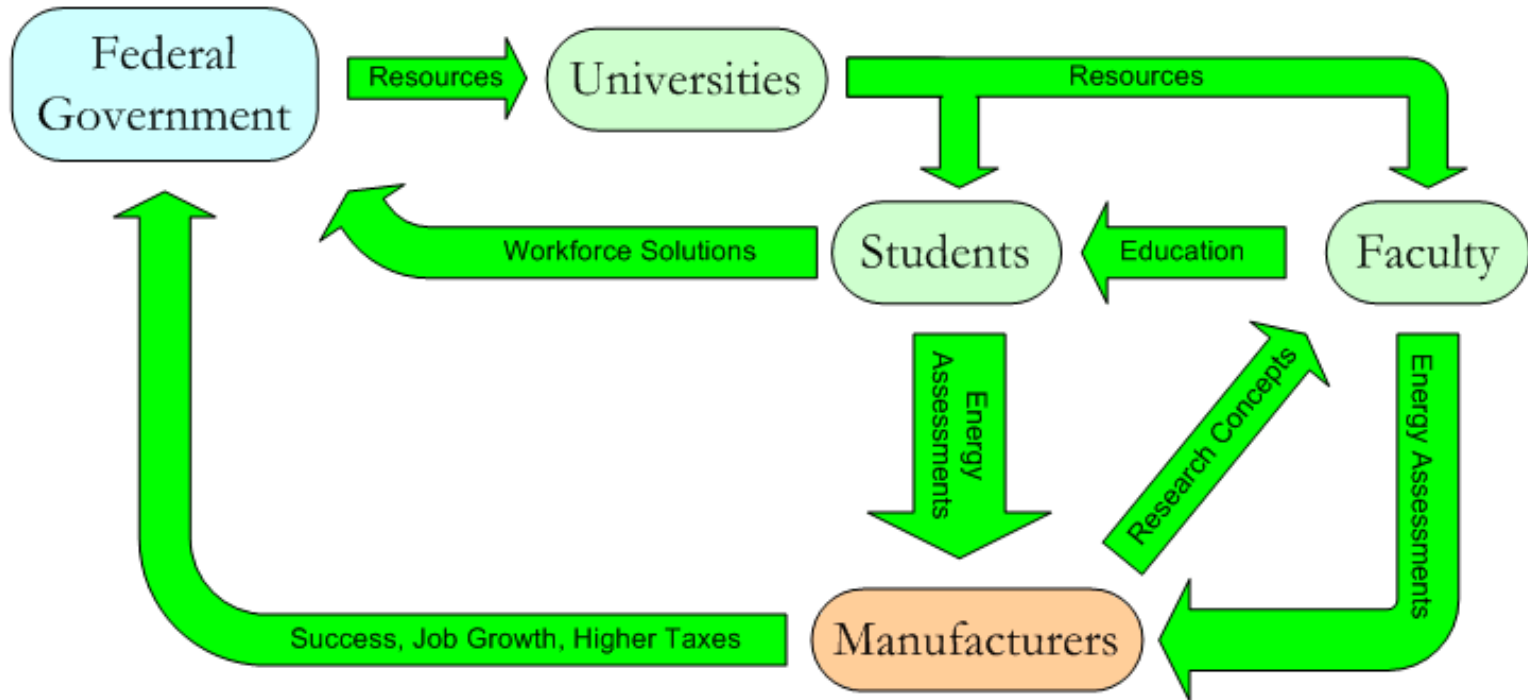 Federal
Government
Resources
Universities
Resources
Workforce Solutions
Students
Education
Faculty
Energy
Assessments
Research Concepts
Energy Assessments
Success, Job Growth, Higher Taxes
Manufacturers